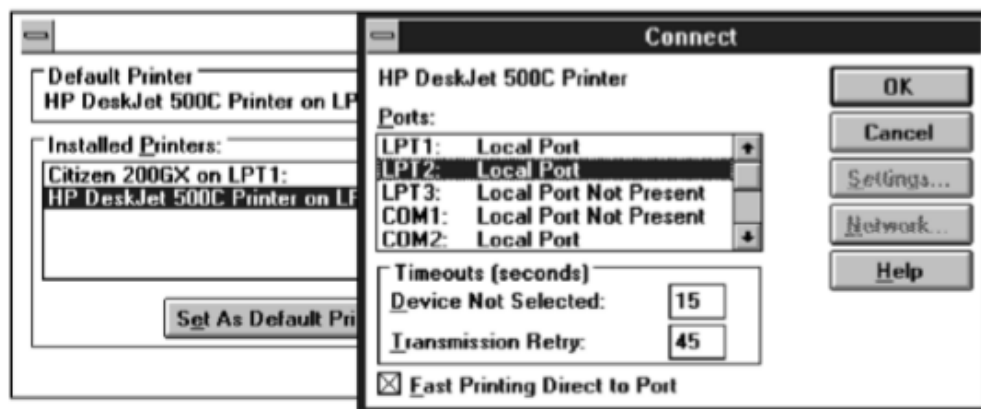 Default Printer
HP DeskJet 500C Printer on LP
Installed Printers:
Citizen 200GX on LPT1:
HP DeskJet 500C Printer on LP
Set As Default Pri
Connect
HP DeskJet 500C Printer
Ports:
LPT1: Local Port
LPT2: Local Port
LPT3: Local Port Not Present
COM1: Local Port Not Present
COM2: Local Port
Timeouts (seconds)
Device Not Selected: 15
Transmission Retry: 45
Fast Printing Direct to Port
OK
Cancel
Settings...
Network...
Help